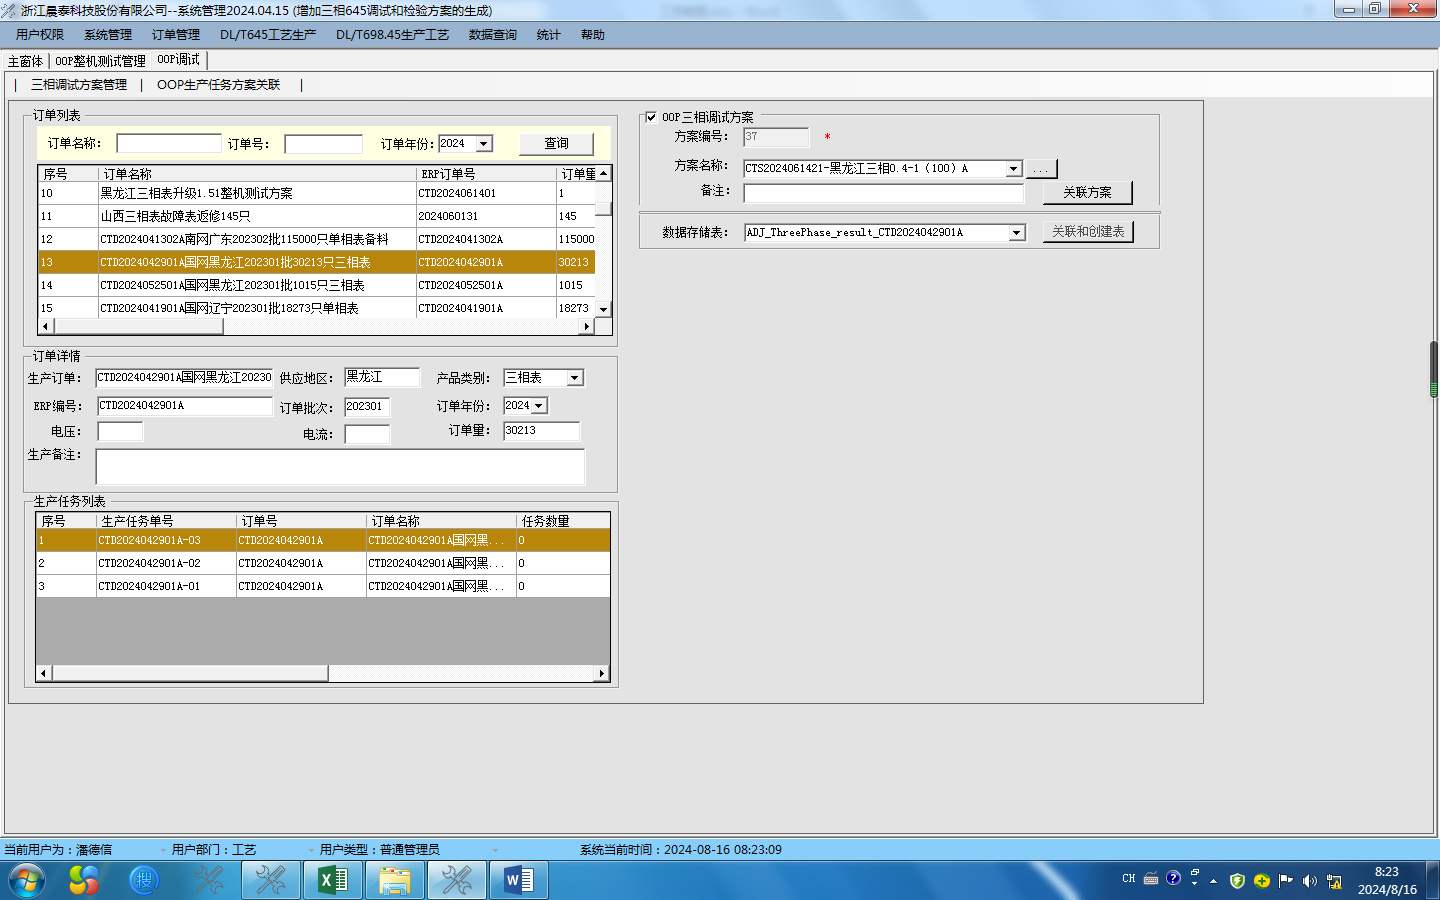 浙江晨泰科技股份有限公司--系统管理2024.04.15 (增加三相645调试和检验方案的生成)
用户权限 系统管理 订单管理 DL/T645工艺生产 DL/T698.45生产工艺 数据查询 统计 帮助
主窗体 OOP整机测试管理 OOP调试
三相调试方案管理 | OOP生产任务方案关联 |
订单列表
订单名称： 订单号： 订单年份： 2024 查询
序号 订单名称 ERP订单号 订单量
10 黑龙江三相表升级1.51整机测试方案 CTD2024061401 1
11 山西三相表故障表返修145只 2024060131 145
12 CTD2024041302A南网广东202302批115000只单相表备料 CTD2024041302A 115000
13 CTD2024042901A国网黑龙江202301批30213只三相表 CTD2024042901A 30213
14 CTD2024052501A国网黑龙江202301批1015只三相表 CTD2024052501A 1015
15 CTD2024041901A国网辽宁202301批18273只单相表 CTD2024041901A 18273
订单详情
生产订单： CTD2024042901A国网黑龙江20230 供应地区： 黑龙江 产品类别： 三相表
ERP编号： CTD2024042901A 订单批次： 202301 订单年份： 2024
电压： 电流： 订单量： 30213
生产备注：
生产任务列表
序号 生产任务单号 订单号 订单名称 任务数量
1 CTD2024042901A-03 CTD2024042901A CTD2024042901A国网黑... 0
2 CTD2024042901A-02 CTD2024042901A CTD2024042901A国网黑... 0
3 CTD2024042901A-01 CTD2024042901A CTD2024042901A国网黑... 0
OOP三相调试方案
方案编号： 37 *
方案名称： CTS2024061421-黑龙江三相0.4-1（100）A ...
备注： 关联方案
数据存储表： ADJ_ThreePhase_result_CTD2024042901A 关联和创建表
当前用户为：潘德信 用户部门：工艺 用户类型：普通管理员 系统当前时间：2024-08-16 08:23:09
搜 CH 8:23
2024/8/16